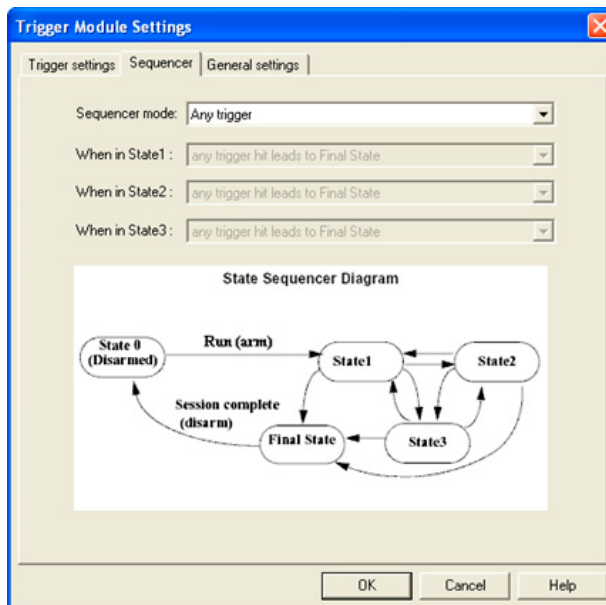 Trigger Module Settings
Trigger settings
Sequencer
General settings
Sequencer mode: Any trigger
When in State1 : any trigger hit leads to Final State
When in State2 : any trigger hit leads to Final State
When in State3 : any trigger hit leads to Final State
State Sequencer Diagram
State 0
(Disarmed)
Run (arm)
State1
State2
Session complete
(disarm)
Final State
State3
OK
Cancel
Help